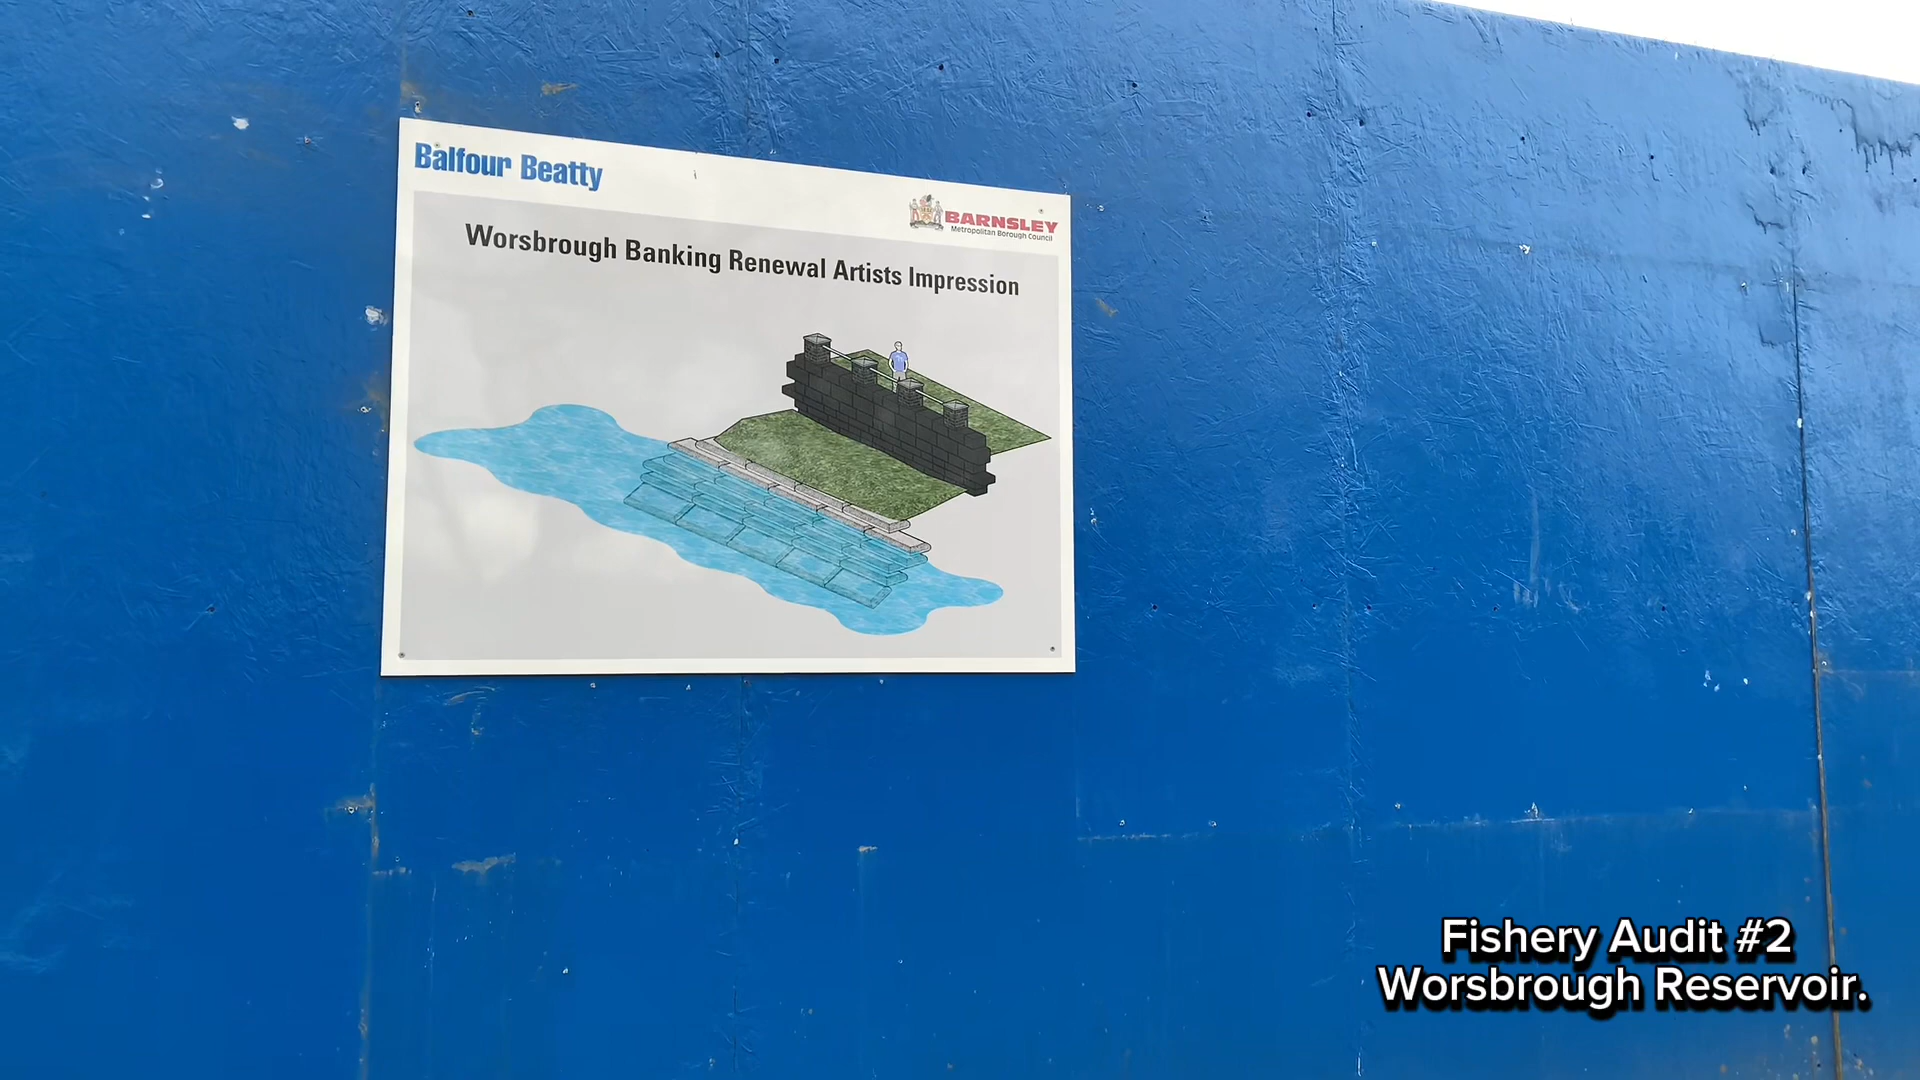 Balfour Beatty
BARNSLEY
Metropolitan Borough Council
Worsbrough Banking Renewal Artists Impression
Fishery Audit #2
Worsbrough Reservoir.